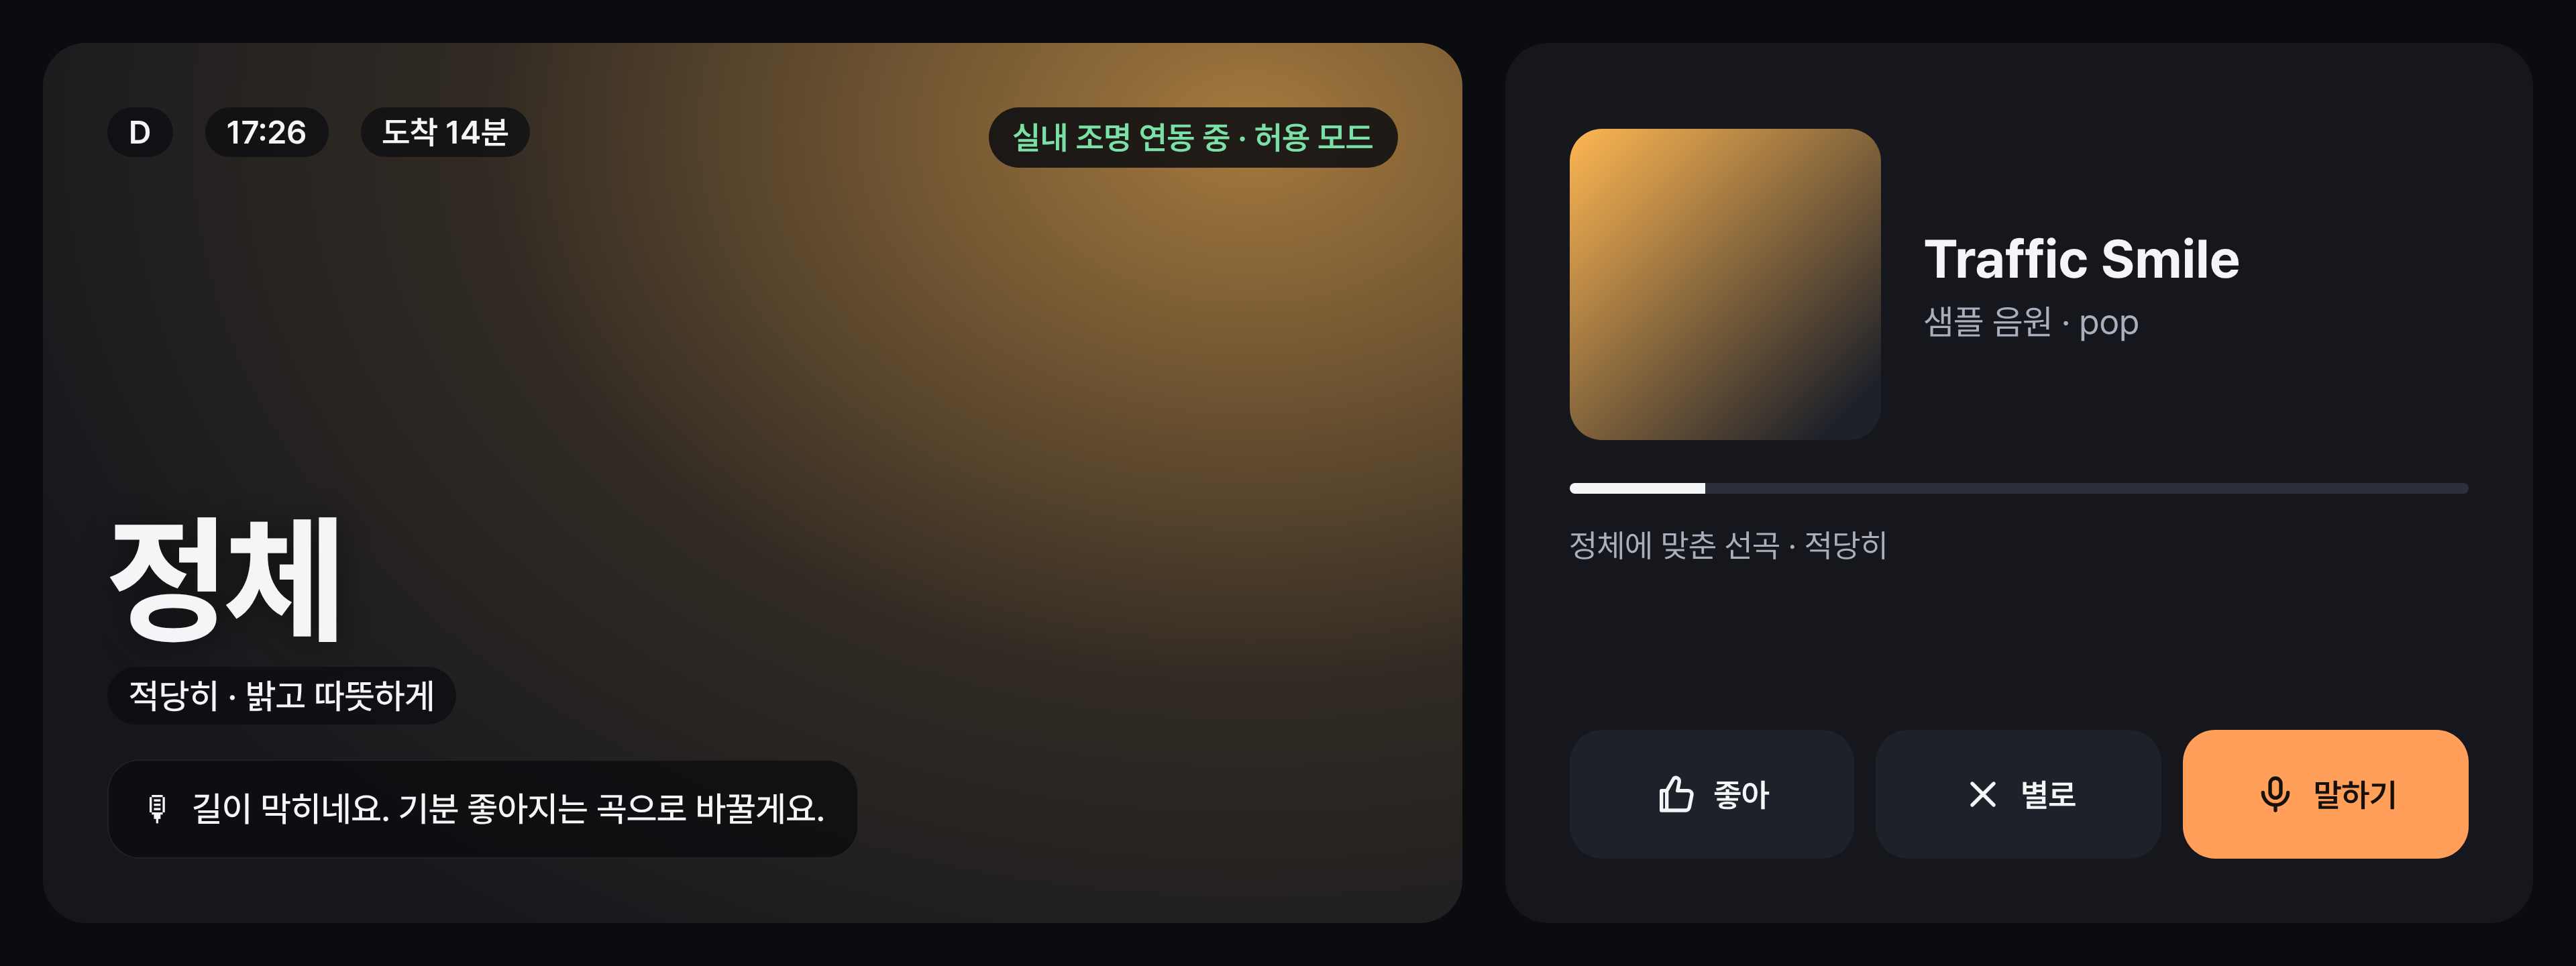 D 17:26 도착 14분
실내 조명 연동 중 · 허용 모드
정체
적당히 · 밝고 따뜻하게
길이 막히네요. 기분 좋아지는 곡으로 바꿀게요.
Traffic Smile
샘플 음원 · pop
정체에 맞춘 선곡 · 적당히
좋아 별로 말하기